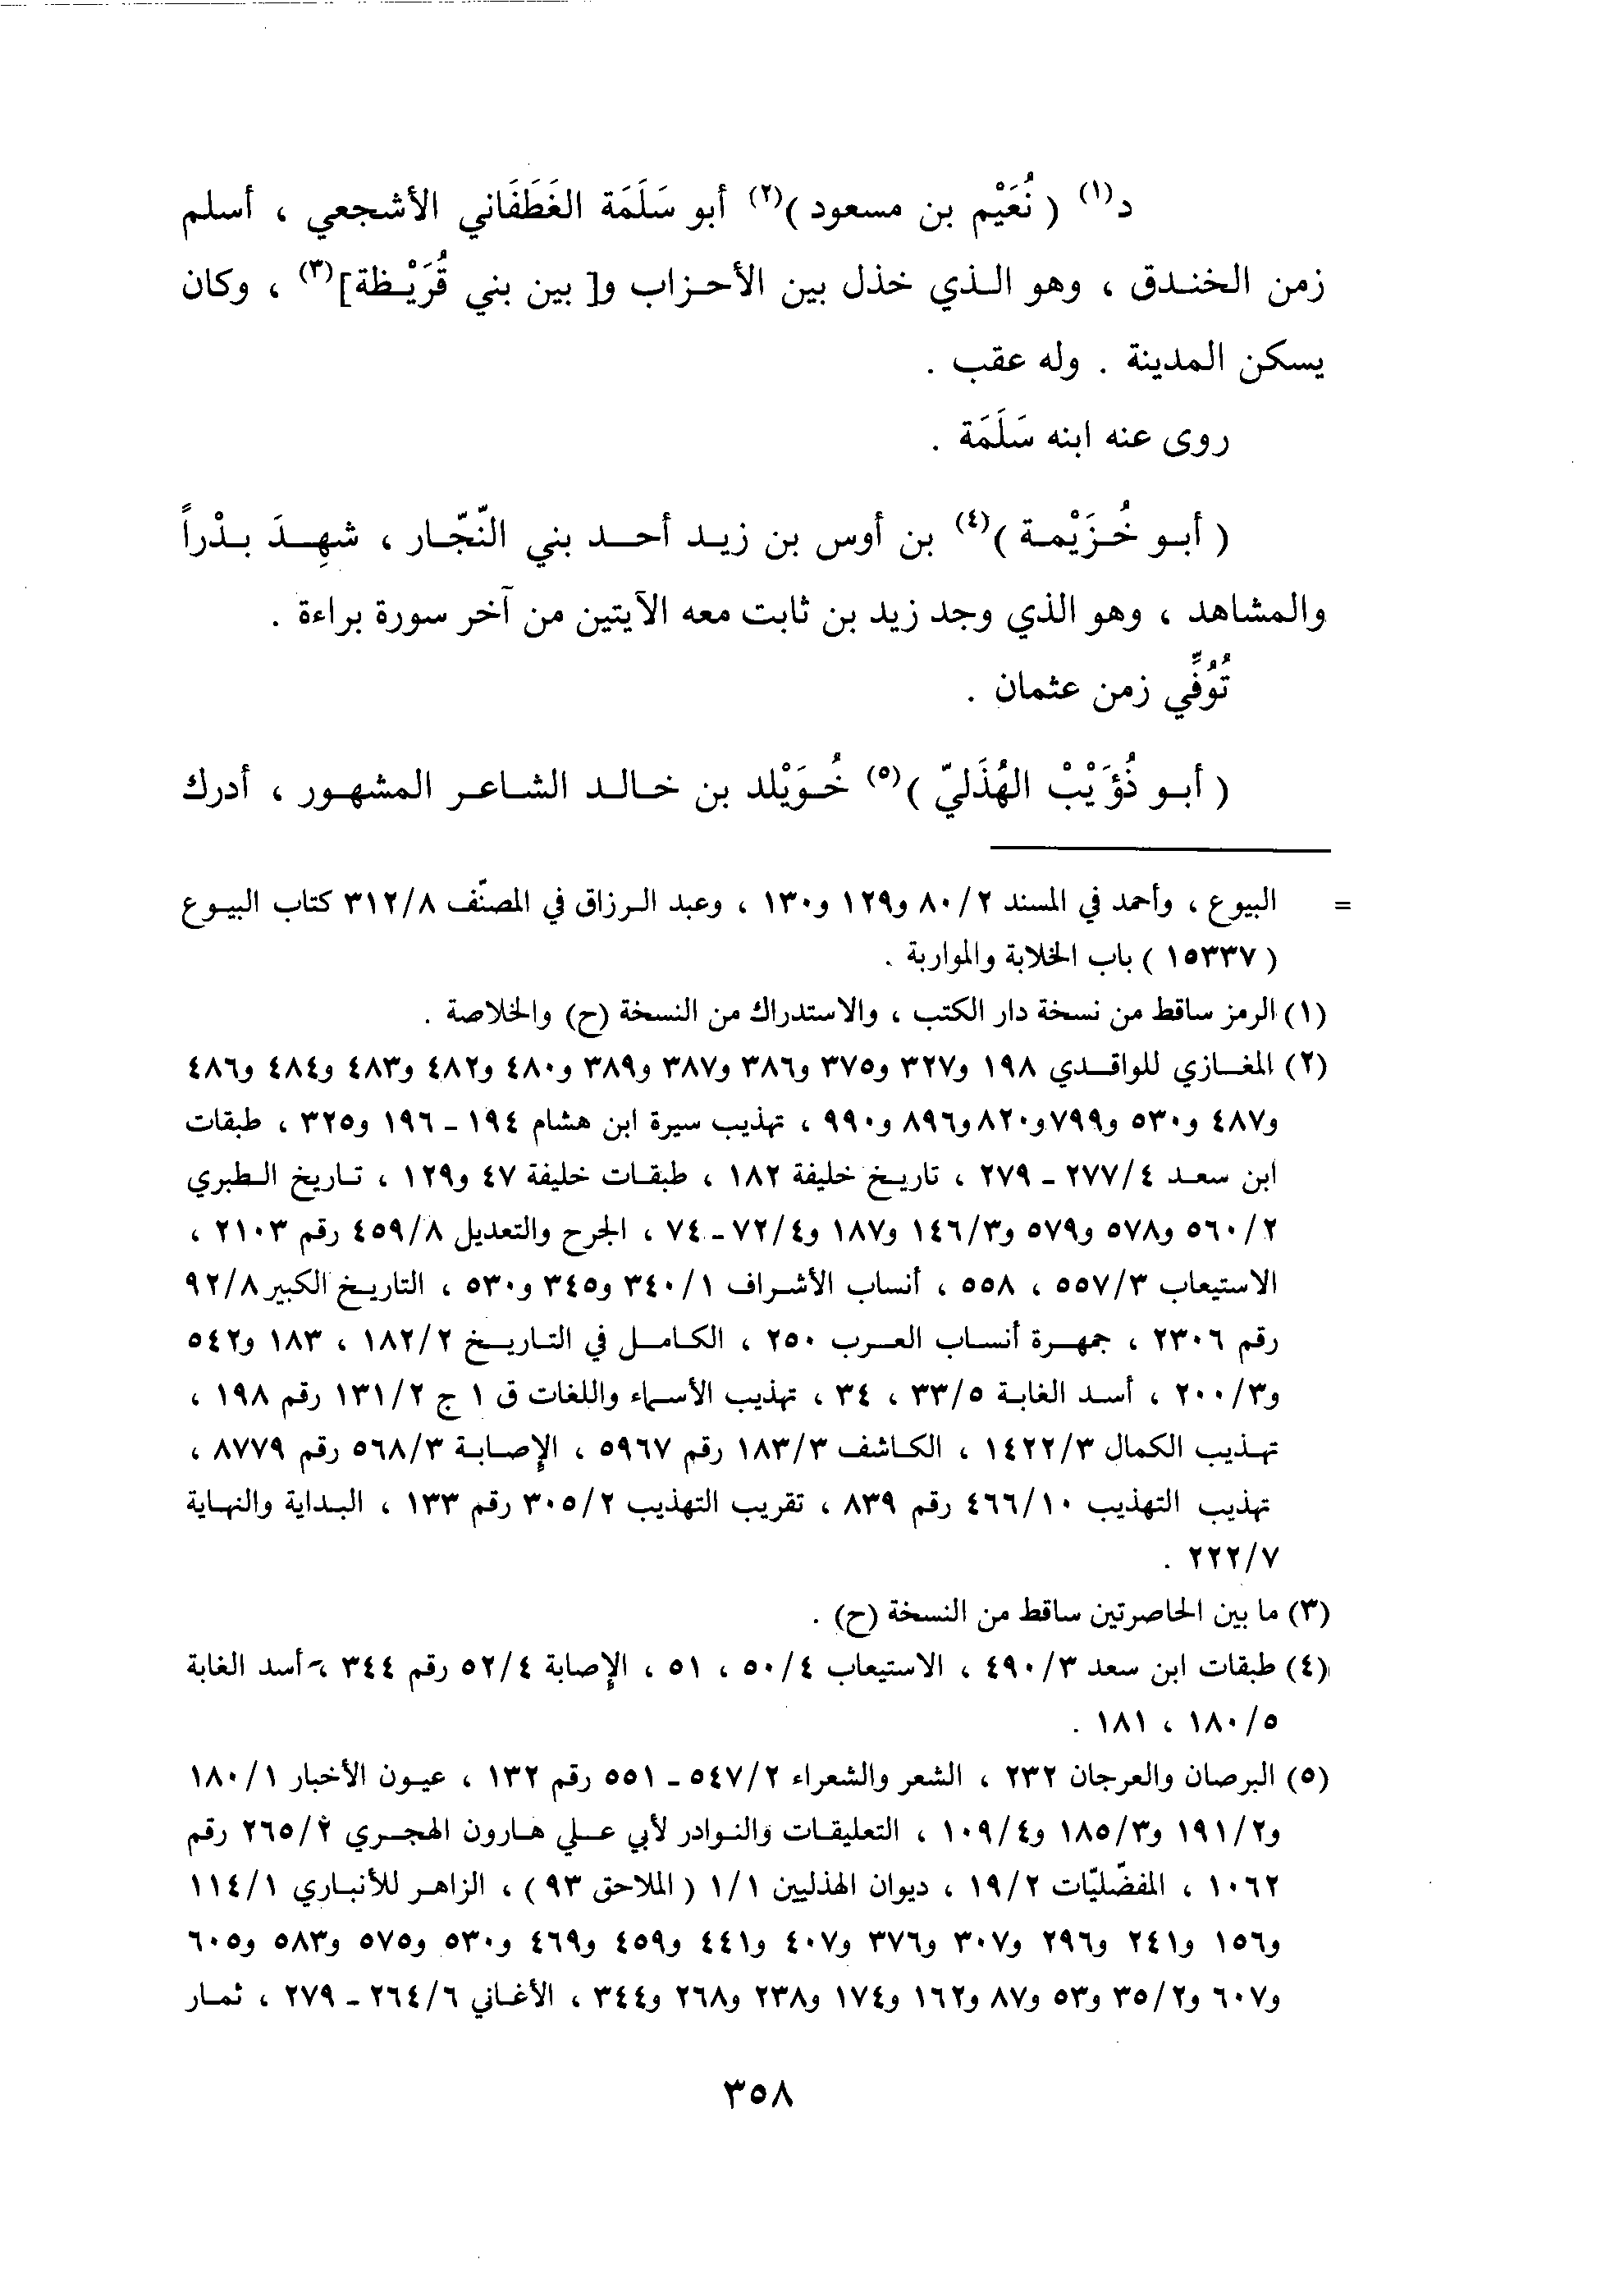 د(١) ( نُعَيْم بن مسعود )(٢) أبو سَلَمَة الغَطَفَاني الأشجعي ، أسلم
زمن الخندق ، وهو الذي خذل بين الأحزاب و[ بين بني قُرَيْظة](٣) ، وكان
يسكن المدينة . وله عقب .
روى عنه ابنه سَلَمَة .
( أبو خُزَيْمة )(٤) بن أوس بن زيد أحد بني النّجّار ، شهِدَ بدْراً
والمشاهد ، وهو الذي وجد زيد بن ثابت معه الآيتين من آخر سورة براءة .
تُوُفِّي زمن عثمان .
( أبو ذُؤَيْبْ الهُذَليّ )(٥) خُوَيْلد بن خالد الشاعر المشهور ، أدرك
= البيوع ، وأحمد في المسند ٢/ ٨٠ و١٢٩ و١٣٠ ، وعبد الرزاق في المصنّف ٨/ ٣١٢ كتاب البيوع
( ١٥٣٣٧ ) باب الخلابة والمواربة .
(١) الرمز ساقط من نسخة دار الكتب ، والاستدراك من النسخة (ح) والخلاصة .
(٢) المغازي للواقدي ١٩٨ و٣٢٧ و٣٧٥ و٣٨٦ و٣٨٧ و٣٨٩ و٤٨٠ و٤٨٢ و٤٨٣ و٤٨٤ و٤٨٦
و٤٨٧ و٥٣٠ و٧٩٩ و٨٢٠ و٨٩٦ و٩٩٠ ، تهذيب سيرة ابن هشام ١٩٤ - ١٩٦ و٣٢٥ ، طبقات
ابن سعد ٤/ ٢٧٧ - ٢٧٩ ، تاريخ خليفة ١٨٢ ، طبقات خليفة ٤٧ و١٢٩ ، تاريخ الطبري
٢/ ٥٦٠ و٥٧٨ و٥٧٩ و٣/ ١٤٦ و١٨٧ و٤/ ٧٢ - ٧٤ ، الجرح والتعديل ٨/ ٤٥٩ رقم ٢١٠٣ ،
الاستيعاب ٣/ ٥٥٧ ، ٥٥٨ ، أنساب الأشراف ١/ ٣٤٠ و٣٤٥ و٥٣٠ ، التاريخ الكبير ٨/ ٩٢
رقم ٢٣٠٦ ، جمهرة أنساب العرب ٢٥٠ ، الكامل في التاريخ ٢/ ١٨٢ ، ١٨٣ و٥٤٢
و٣/ ٢٠٠ ، أسد الغابة ٥/ ٣٣ ، ٣٤ ، تهذيب الأسماء واللغات ق ١ ج ٢/ ١٣١ رقم ١٩٨ ،
تهذيب الكمال ٣/ ١٤٢٢ ، الكاشف ٣/ ١٨٣ رقم ٥٩٦٧ ، الإصابة ٣/ ٥٦٨ رقم ٨٧٧٩ ،
تهذيب التهذيب ١٠/ ٤٦٦ رقم ٨٣٩ ، تقريب التهذيب ٢/ ٣٠٥ رقم ١٣٣ ، البداية والنهاية
٧/ ٢٢٢ .
(٣) ما بين الحاصرتين ساقط من النسخة (ح) .
(٤) طبقات ابن سعد ٣/ ٤٩٠ ، الاستيعاب ٤/ ٥٠ ، ٥١ ، الإصابة ٤/ ٥٢ رقم ٣٤٤ ، أسد الغابة
٥/ ١٨٠ ، ١٨١ .
(٥) البرصان والعرجان ٢٣٢ ، الشعر والشعراء ٢/ ٥٤٧ - ٥٥١ رقم ١٣٢ ، عيون الأخبار ١/ ١٨٠
و٢/ ١٩١ و٣/ ١٨٥ و٤/ ١٠٩ ، التعليقات والنوادر لأبي علي هارون الهجري ٢/ ٢٦٥ رقم
١٠٦٢ ، المفضّليّات ٢/ ١٩ ، ديوان الهذليين ١/ ١ ( الملاحق ٩٣ ) ، الزاهر للأنباري ١/ ١١٤
و١٥٦ و٢٤١ و٢٩٦ و٣٠٧ و٣٧٦ و٤٠٧ و٤٤١ و٤٥٩ و٤٦٩ و٥٣٠ و٥٧٥ و٥٨٣ و٦٠٥
و٦٠٧ و٢/ ٣٥ و٥٣ و٨٧ و١٦٢ و١٧٤ و٢٣٨ و٢٦٨ و٣٤٤ ، الأغاني ٦/ ٢٦٤ - ٢٧٩ ، ثمار
٣٥٨